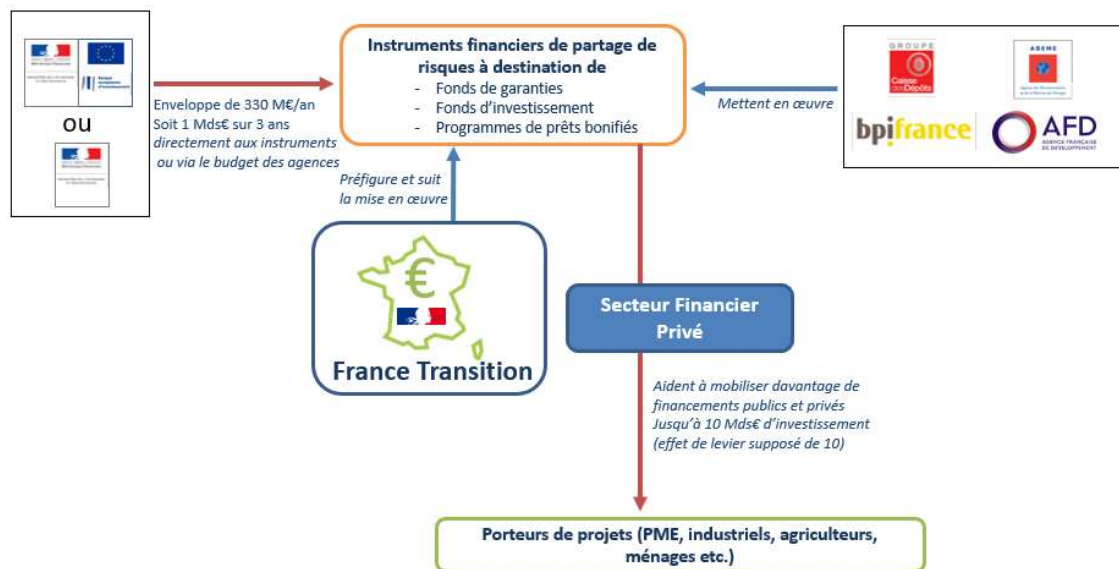 Instruments financiers de partage de
risques à destination de
- Fonds de garanties
- Fonds d'investissement
- Programmes de prêts bonifiés
ou
Enveloppe de 330 M€/an
Soit 1 Mds€ sur 3 ans
directement aux instruments
ou via le budget des agences
Mettent en œuvre
GROUPE
Caisse
des Dépôts
ADEME
bpifrance
AFD
AGENCE FRANÇAISE
DE DÉVELOPPEMENT
Préfigure et suit
la mise en œuvre
€
France Transition
Secteur Financier
Privé
Aident à mobiliser davantage de
financements publics et privés
Jusqu'à 10 Mds€ d'investissement
(effet de levier supposé de 10)
Porteurs de projets (PME, industriels, agriculteurs,
ménages etc.)